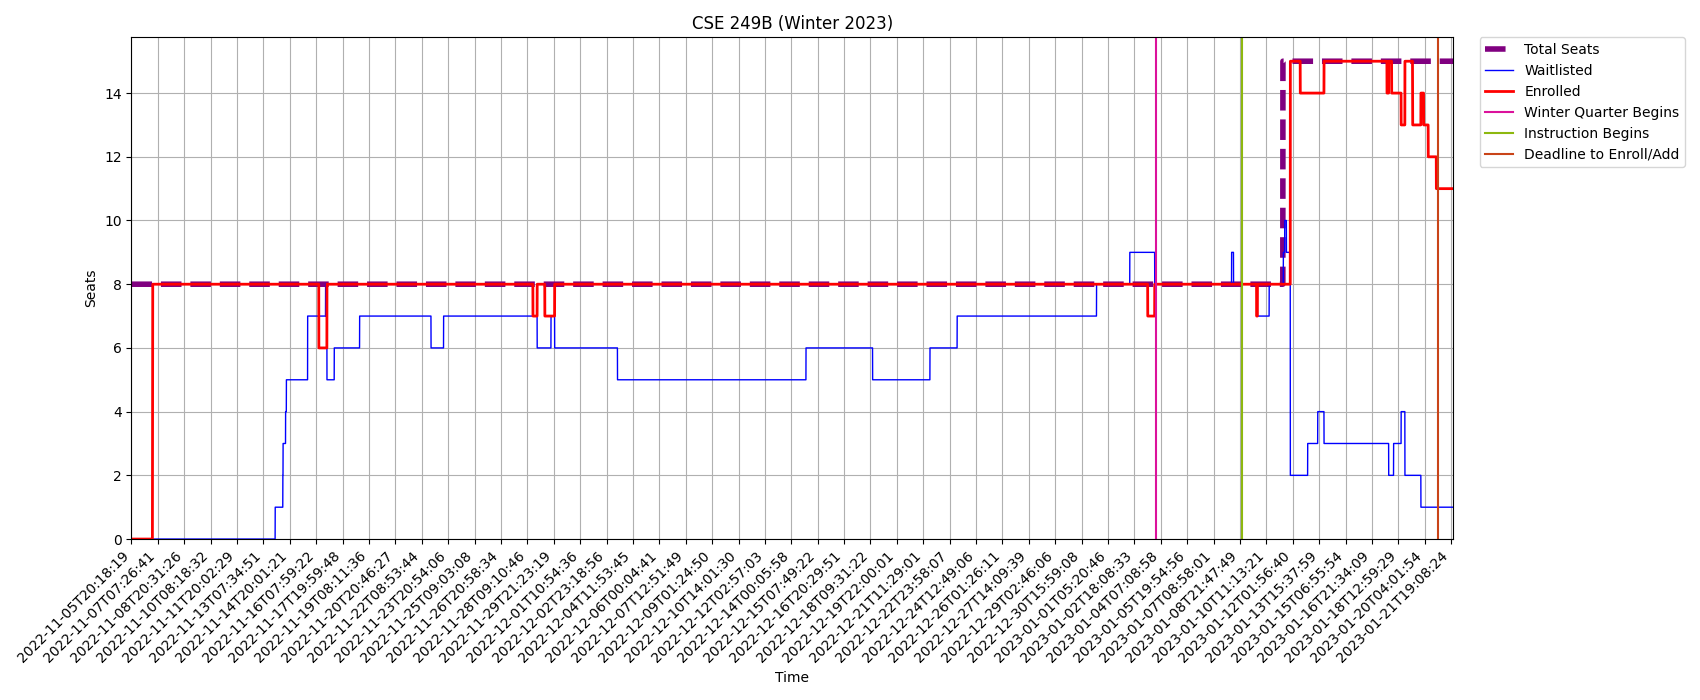 CSE 249B (Winter 2023)
Total Seats
Waitlisted
Enrolled
Winter Quarter Begins
Instruction Begins
Deadline to Enroll/Add
Seats
14
12
10
8
6
4
2
0
2022-11-05T20:18:19
2022-11-07T07:26:41
2022-11-08T20:31:26
2022-11-10T08:18:32
2022-11-11T20:02:29
2022-11-13T07:34:51
2022-11-14T20:01:21
2022-11-16T07:59:22
2022-11-17T19:59:48
2022-11-19T08:11:36
2022-11-20T20:46:27
2022-11-22T08:53:44
2022-11-23T20:54:06
2022-11-25T09:03:08
2022-11-26T20:58:34
2022-11-28T09:10:46
2022-11-29T21:23:19
2022-12-01T10:54:36
2022-12-02T23:18:56
2022-12-04T11:53:45
2022-12-06T00:04:41
2022-12-07T12:51:49
2022-12-09T01:24:50
2022-12-10T14:01:30
2022-12-12T02:57:03
2022-12-14T00:05:58
2022-12-15T07:49:22
2022-12-16T20:29:51
2022-12-18T09:31:22
2022-12-19T22:00:01
2022-12-21T11:29:01
2022-12-22T23:58:07
2022-12-24T12:49:06
2022-12-26T01:26:11
2022-12-27T14:09:39
2022-12-29T02:46:06
2022-12-30T15:59:08
2023-01-01T05:20:46
2023-01-02T18:08:33
2023-01-04T07:08:58
2023-01-05T19:54:56
2023-01-07T08:58:01
2023-01-08T21:47:49
2023-01-10T11:13:21
2023-01-12T01:56:40
2023-01-13T15:37:59
2023-01-15T06:55:54
2023-01-16T21:34:09
2023-01-18T12:59:29
2023-01-20T04:01:54
2023-01-21T19:08:24
Time